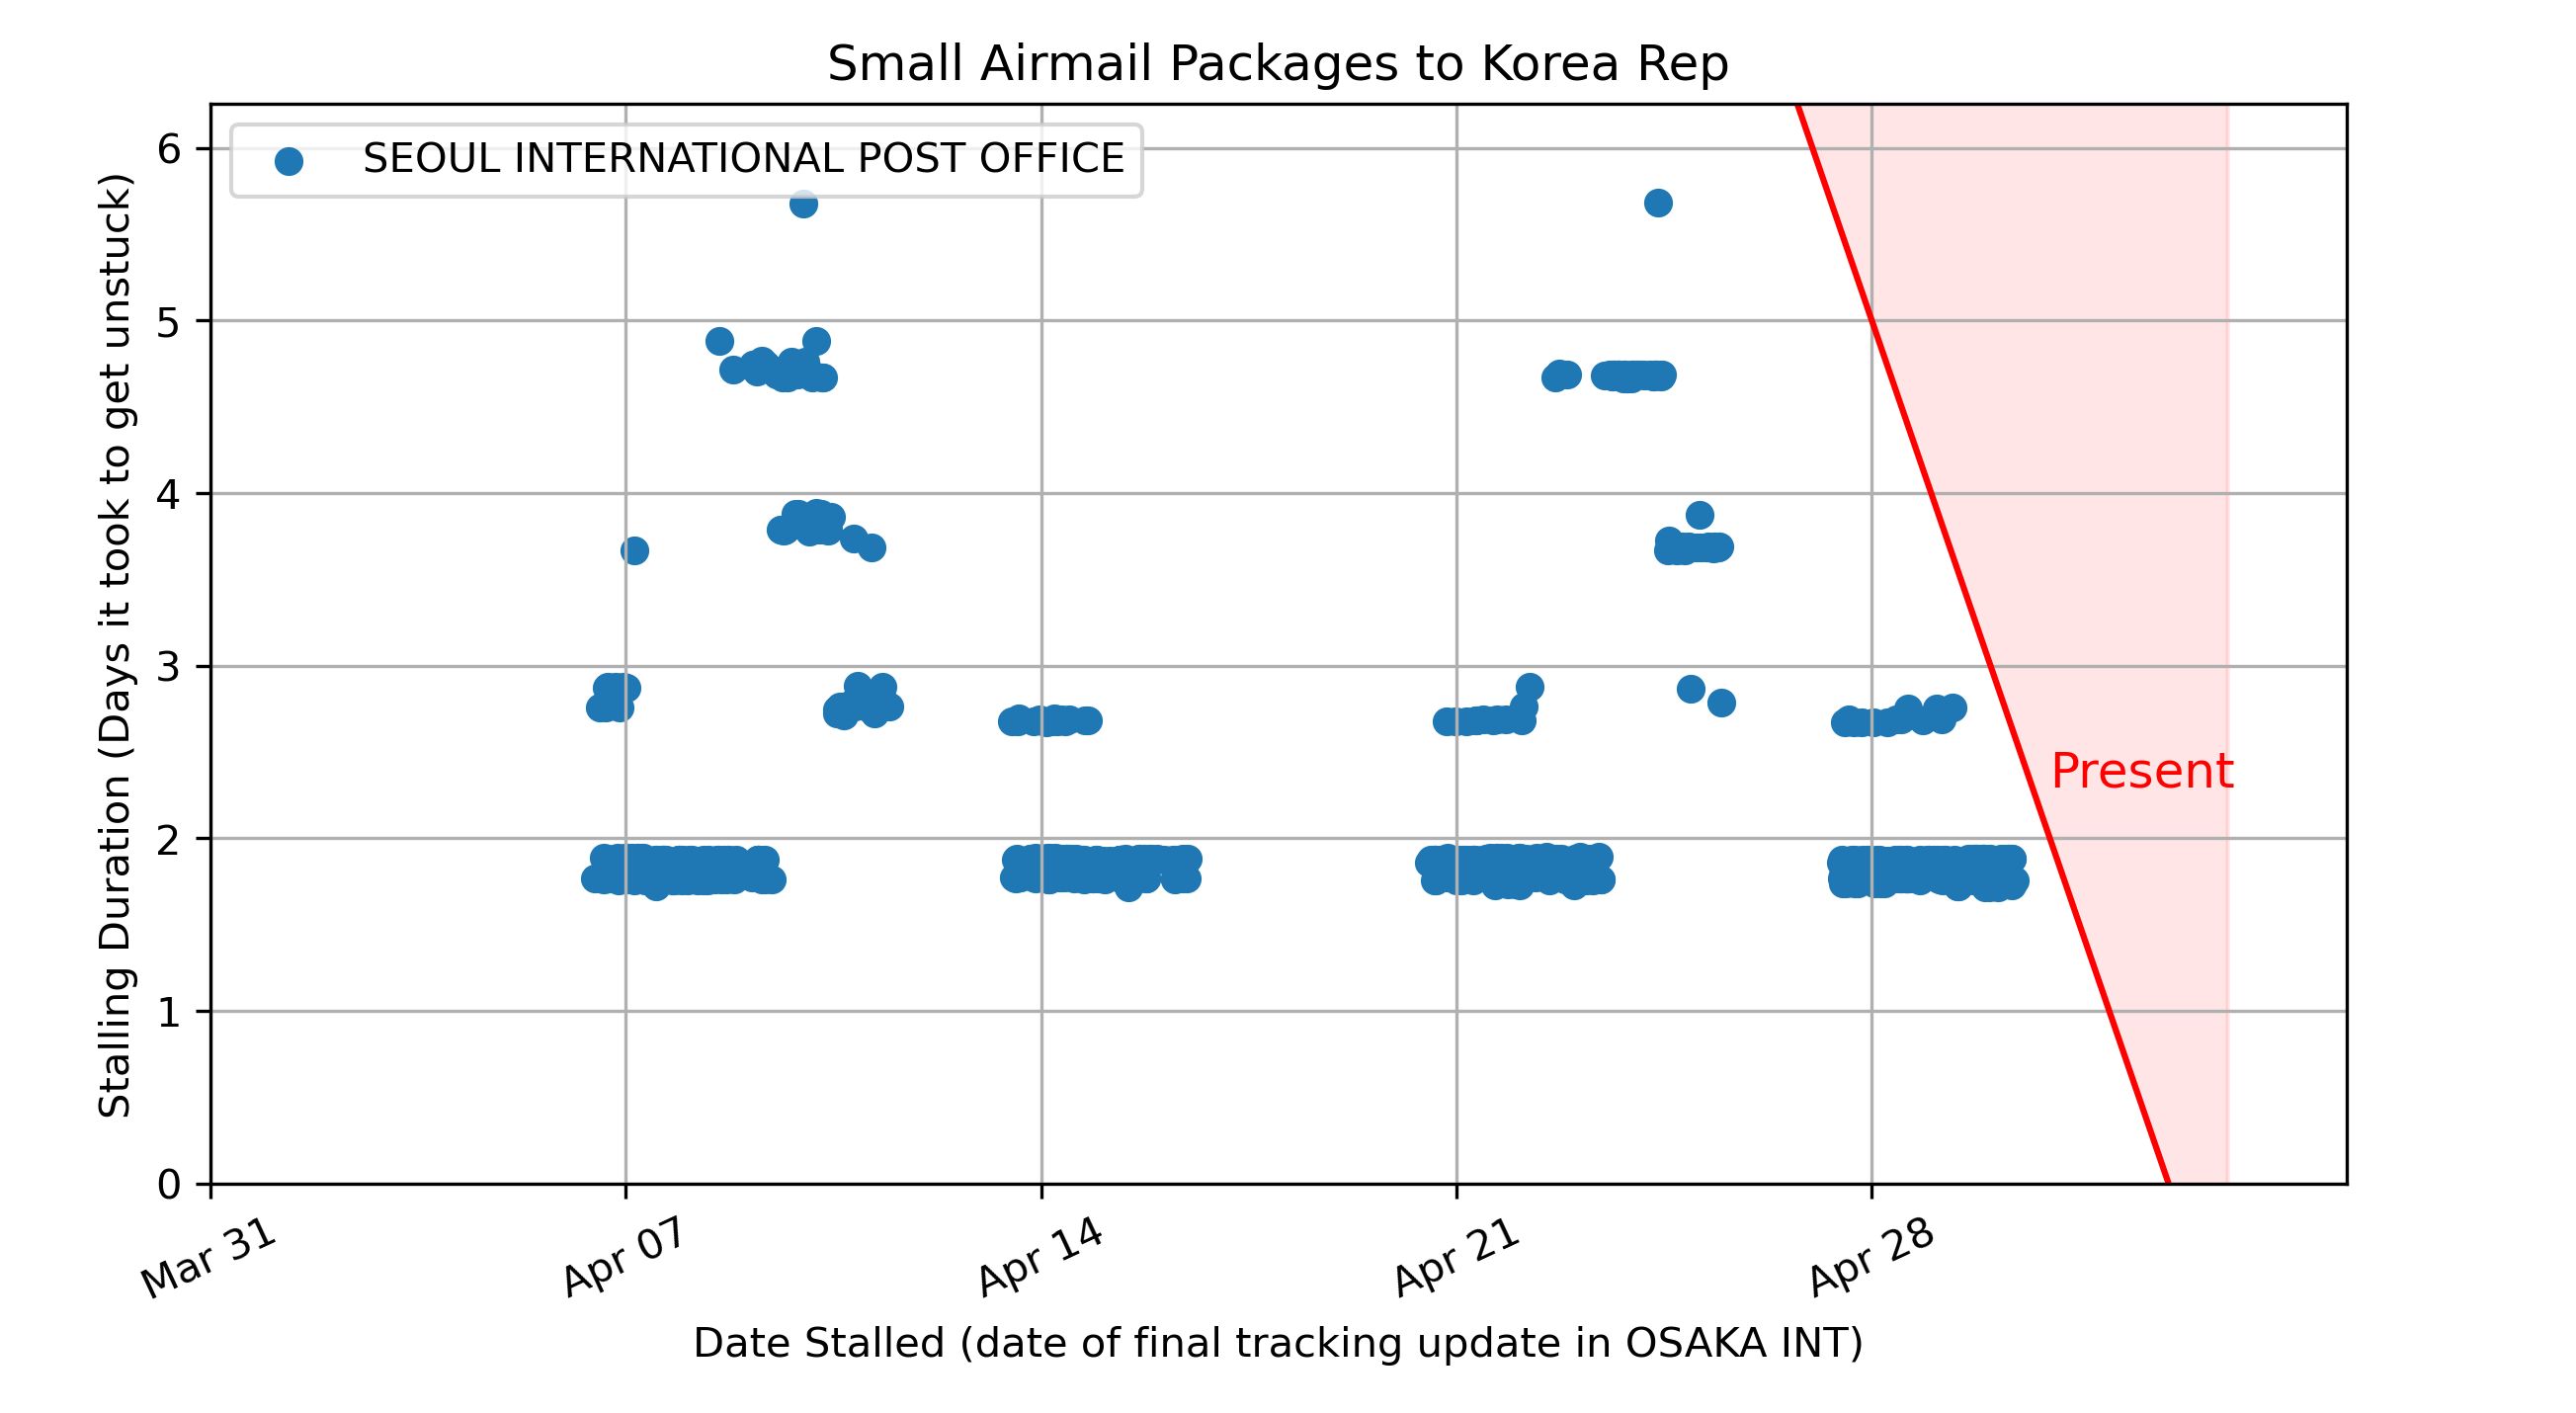 Small Airmail Packages to Korea Rep
SEOUL INTERNATIONAL POST OFFICE
Stalling Duration (Days it took to get unstuck)
6
5
4
3
2
1
0
Present
Mar 31
Apr 07
Apr 14
Apr 21
Apr 28
Date Stalled (date of final tracking update in OSAKA INT)